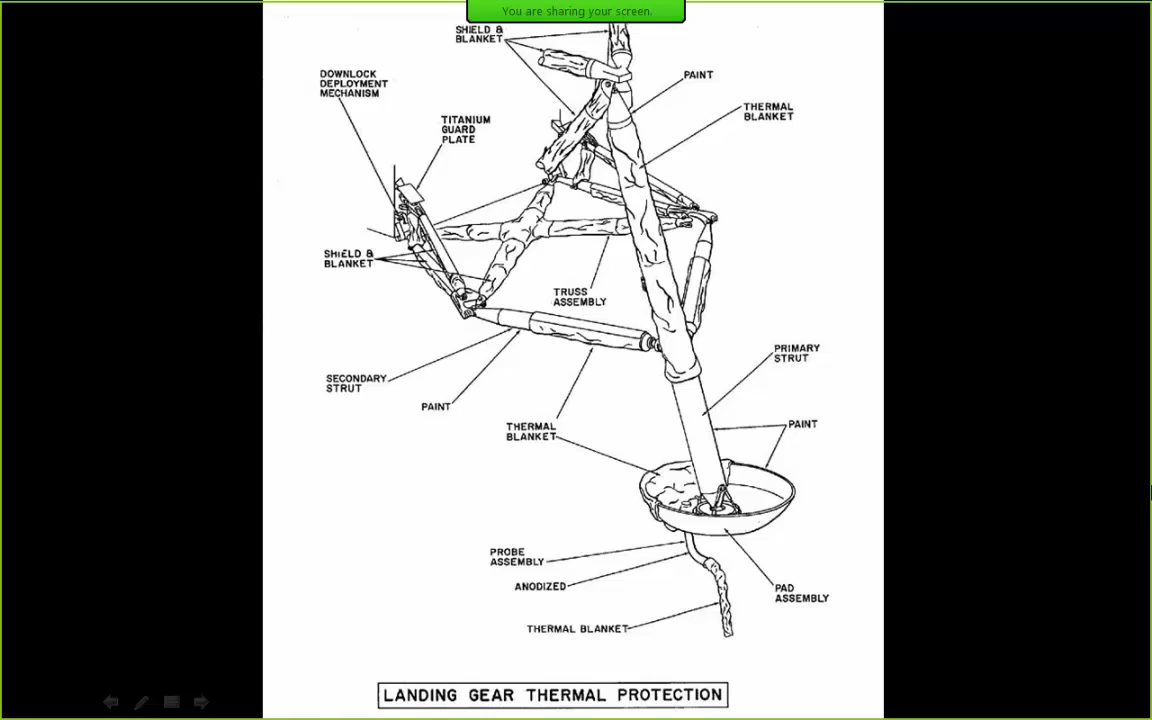 You are sharing your screen.
SHIELD &
BLANKET
DOWNLOCK
DEPLOYMENT
MECHANISM
PAINT
THERMAL
BLANKET
TITANIUM
GUARD
PLATE
SHIELD &
BLANKET
TRUSS
ASSEMBLY
PRIMARY
STRUT
SECONDARY
STRUT
PAINT
THERMAL
BLANKET
PAINT
PROBE
ASSEMBLY
ANODIZED
PAD
ASSEMBLY
THERMAL BLANKET
LANDING GEAR THERMAL PROTECTION